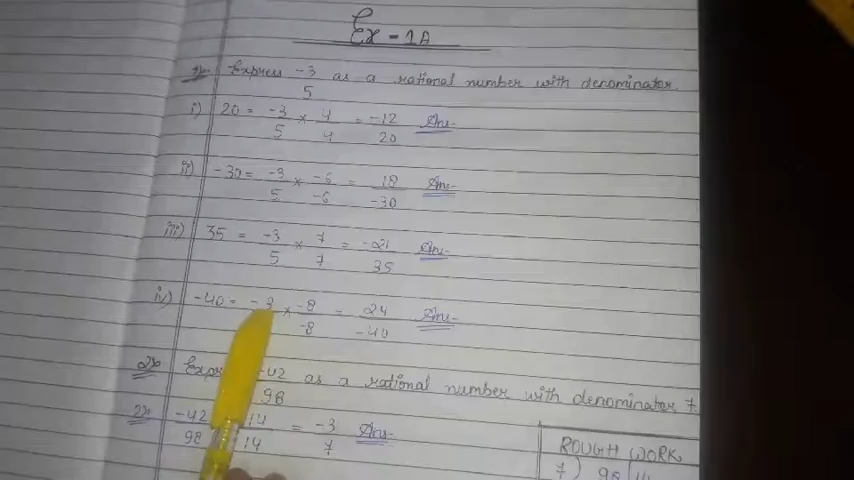 Ex - 1A
1) Express -3/5 as a rational number with denominator.
i) 20 = -3/5 × 4/4 = -12/20 Ans-
ii) -30 = -3/5 × -6/-6 = 18/-30 Ans-
iii) 35 = -3/5 × 7/7 = -21/35 Ans-
iv) -40 = -3 × -8/-8 = 24/-40 Ans-
2) Expr -42/98 as a rational number with denominator 7.
-42/98 14/14 = -3/7 Ans-
ROUGH WORK
7) 98